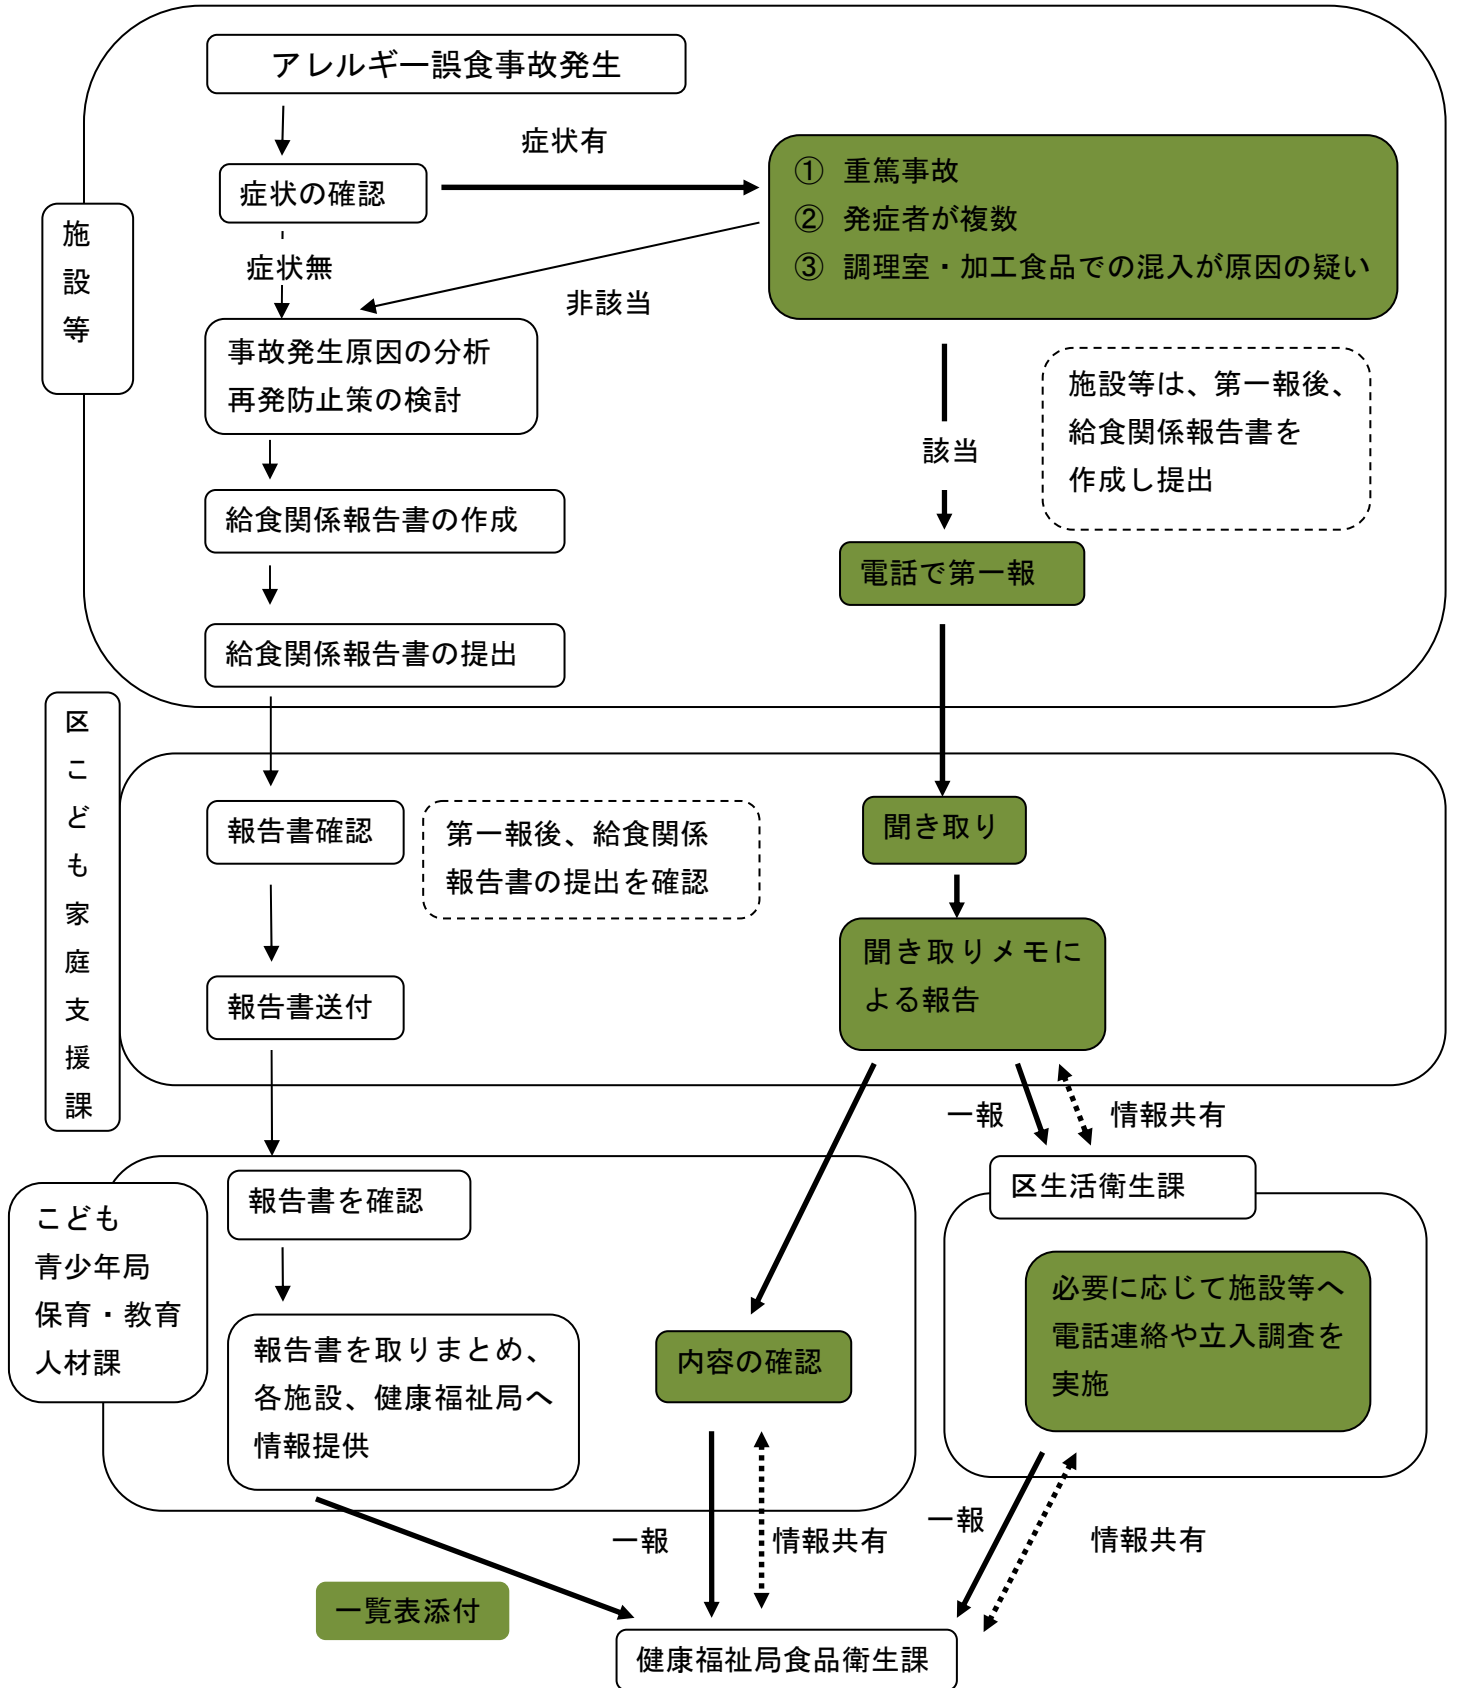 アレルギー誤食事故発生
症状有
症状の確認
① 重篤事故
② 発症者が複数
③ 調理室・加工食品での混入が原因の疑い
施設等
症状無
非該当
事故発生原因の分析
再発防止策の検討
施設等は、第一報後、
給食関係報告書を
作成し提出
該当
給食関係報告書の作成
電話で第一報
給食関係報告書の提出
区こども家庭支援課
報告書確認
第一報後、給食関係
報告書の提出を確認
聞き取り
聞き取りメモに
よる報告
報告書送付
一報
情報共有
こども
青少年局
保育・教育
人材課
報告書を確認
区生活衛生課
必要に応じて施設等へ
電話連絡や立入調査を
実施
報告書を取りまとめ、
各施設、健康福祉局へ
情報提供
内容の確認
一報
情報共有
一報
情報共有
一覧表添付
健康福祉局食品衛生課